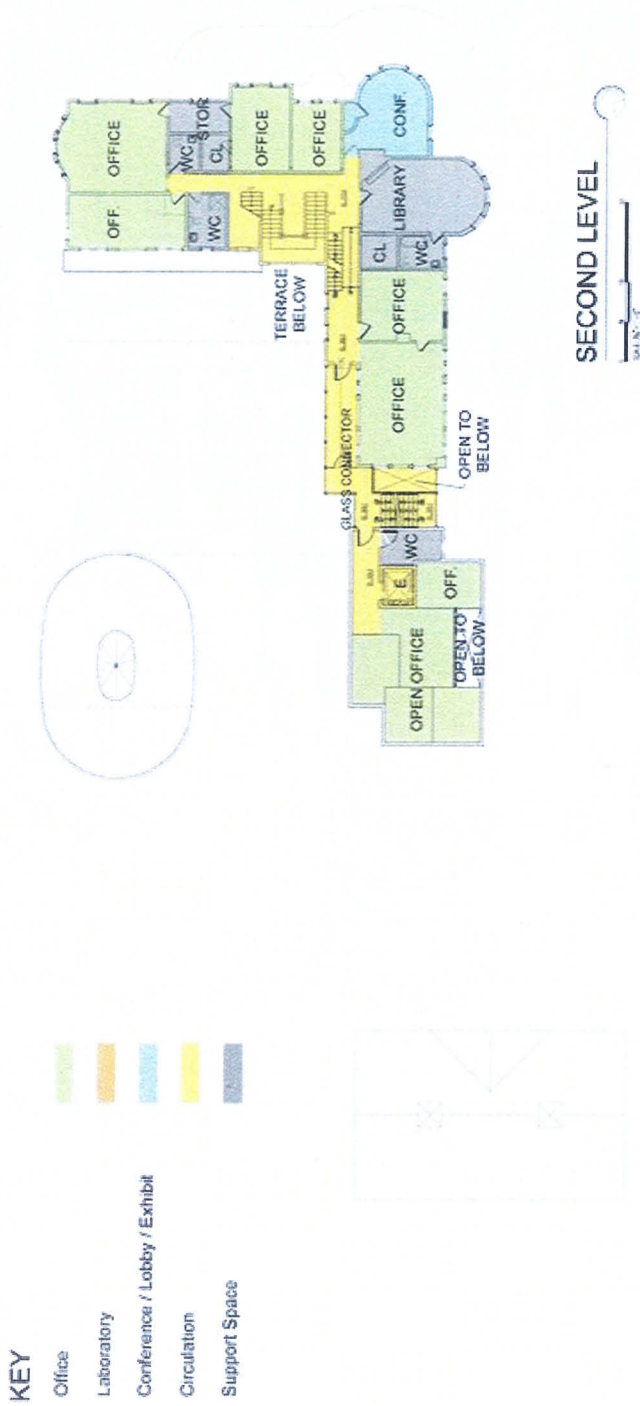 KEY
Office
Laboratory
Conference / Lobby / Exhibit
Circulation
Support Space
OFFICE
OFF.
WC
STOR
CL
WC
OFFICE
OFFICE
CONF.
LIBRARY
CL
WC
TERRACE
BELOW
OFFICE
OFFICE
GLASS CONNECTOR
OPEN TO
BELOW
WC
E
OFF.
OPEN OFFICE
OPEN TO
BELOW
SECOND LEVEL